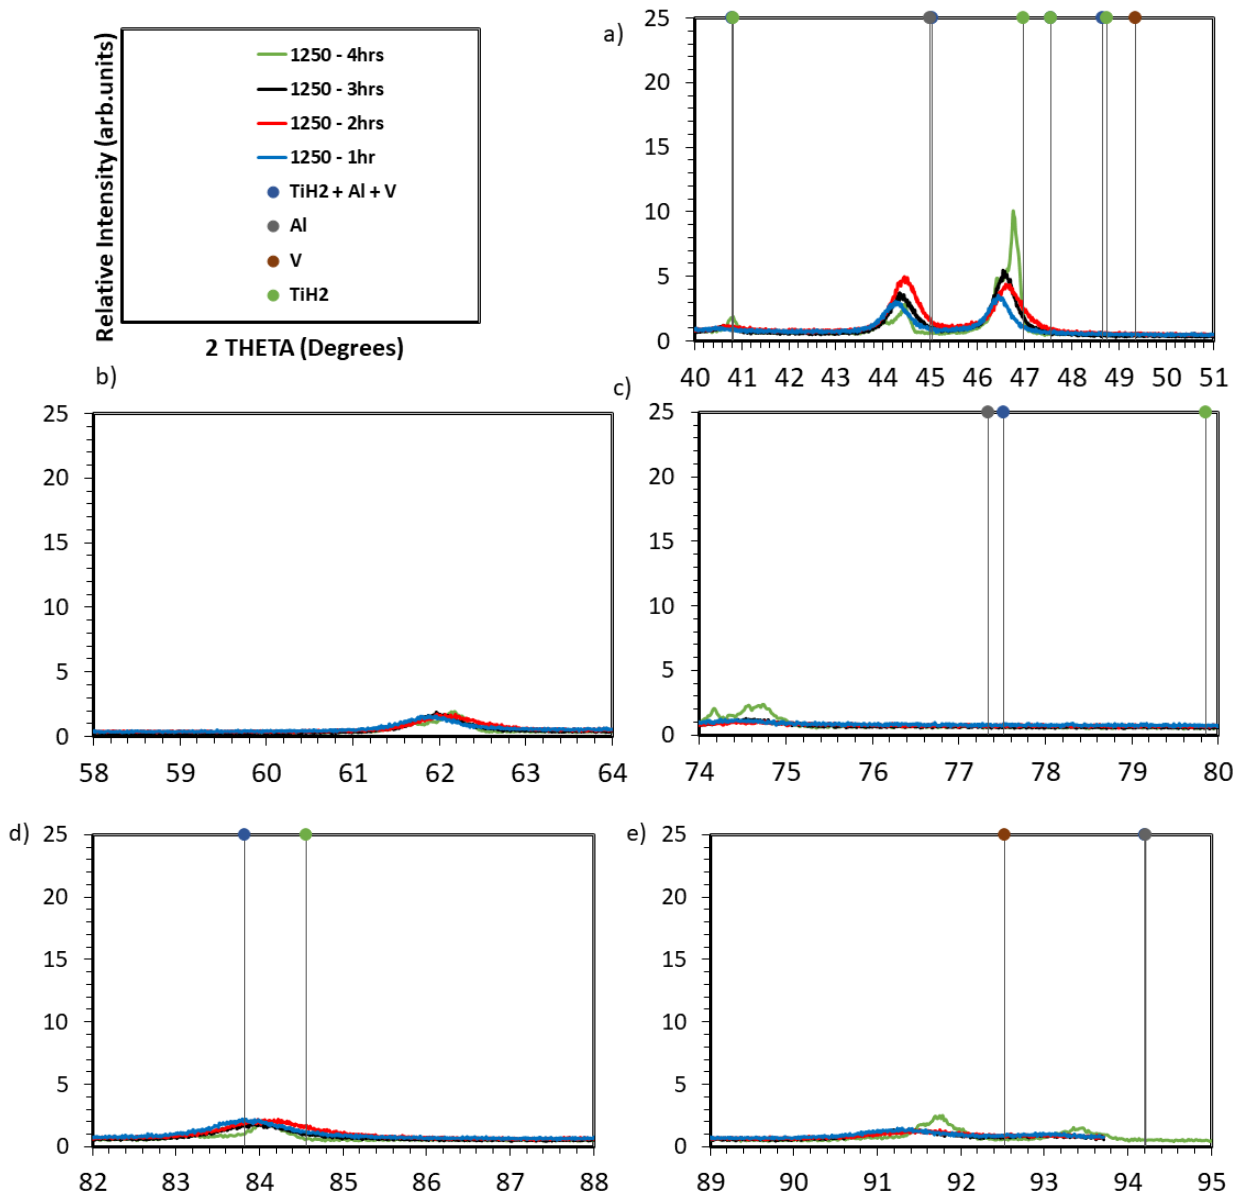 Relative Intensity (arb.units)
1250 - 4hrs
1250 - 3hrs
1250 - 2hrs
1250 - 1hr
TiH2 + Al + V
Al
V
TiH2
2 THETA (Degrees)
a)
25
20
15
10
5
0
40 41 42 43 44 45 46 47 48 49 50 51
b)
25
20
15
10
5
0
58 59 60 61 62 63 64
c)
25
20
15
10
5
0
74 75 76 77 78 79 80
d)
25
20
15
10
5
0
82 83 84 85 86 87 88
e)
25
20
15
10
5
0
89 90 91 92 93 94 95